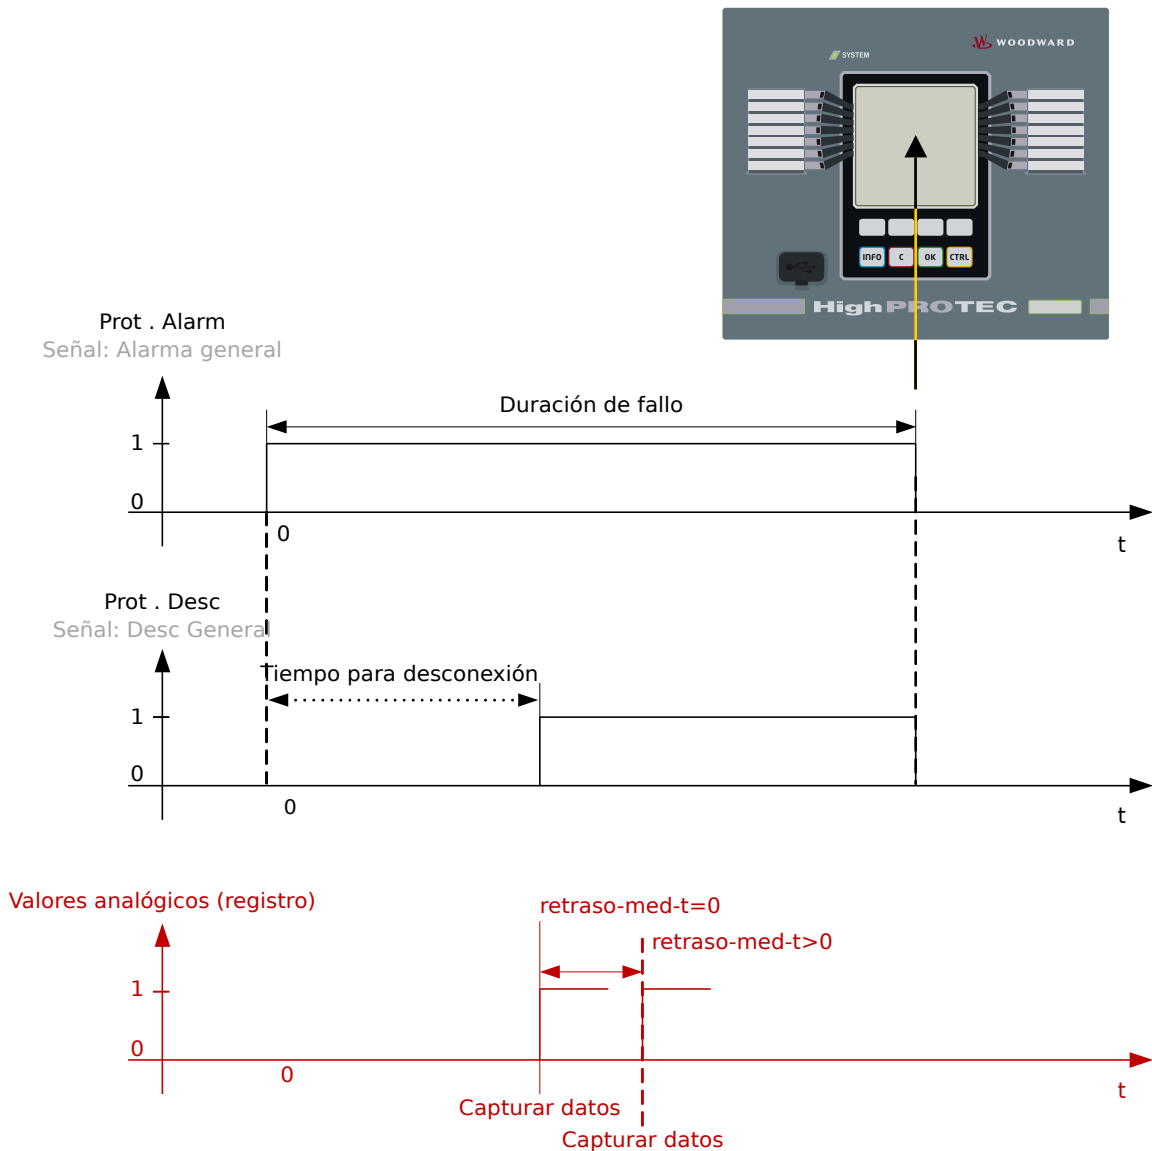 WOODWARD
SYSTEM
INFO
C
OK
CTRL
HighPROTEC
Prot . Alarm
Señal: Alarma general
Duración de fallo
1
0
0
t
Prot . Desc
Señal: Desc General
Tiempo para desconexión
1
0
0
t
Valores analógicos (registro)
retraso-med-t=0
retraso-med-t>0
1
0
0
t
Capturar datos
Capturar datos